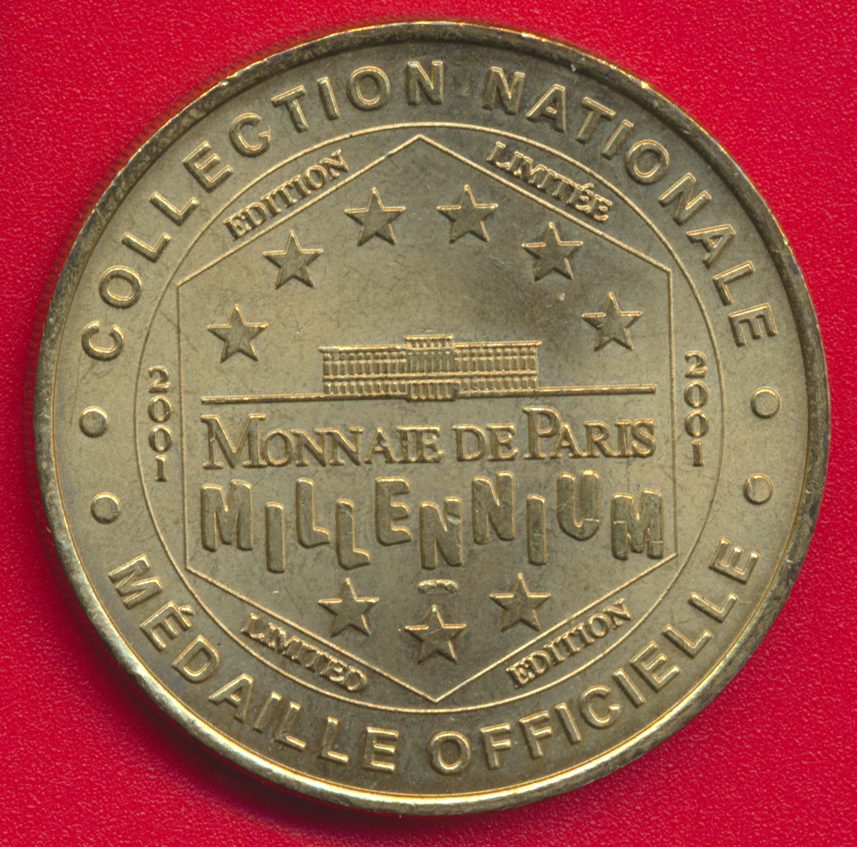 COLLECTION NATIONALE
EDITION LIMITÉE
2001
2001
MONNAIE DE PARIS
MILLENNIUM
LIMITED EDITION
MÉDAILLE OFFICIELLE